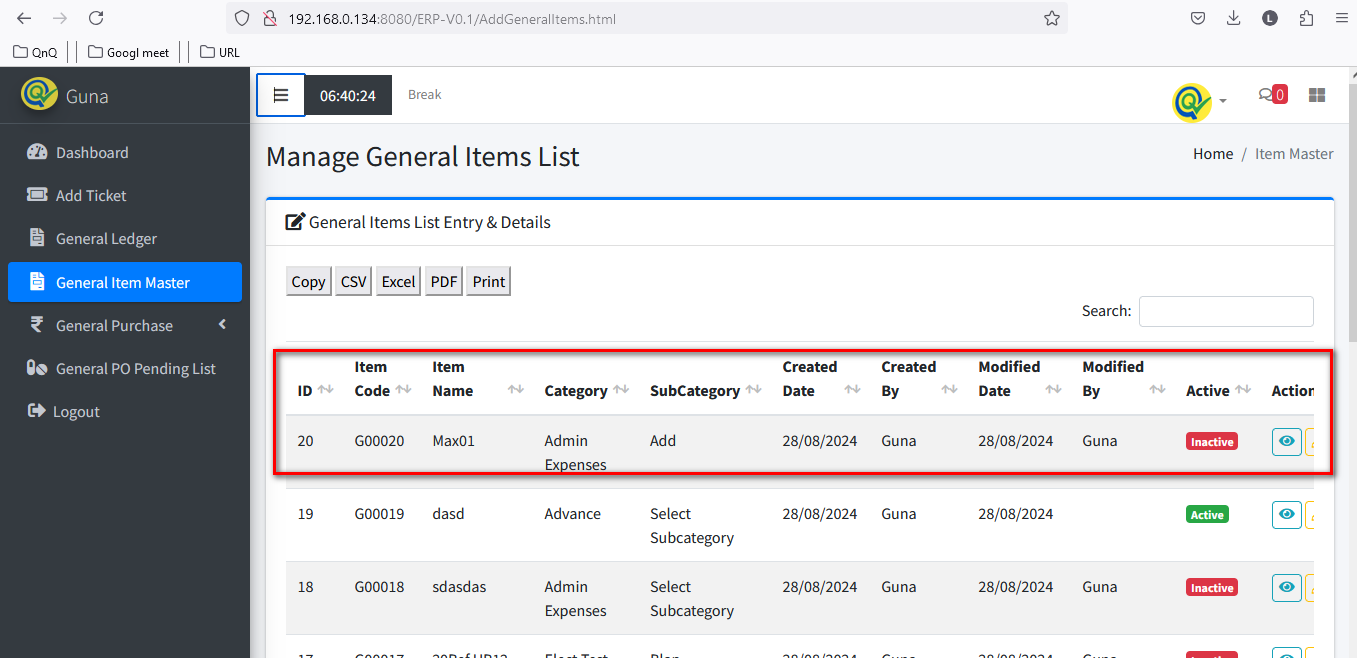 192.168.0.134:8080/ERP-V0.1/AddGeneralItems.html
L
QnQ
Googl meet
URL
Guna
06:40:24
Break
0
Dashboard
Add Ticket
General Ledger
General Item Master
General Purchase
General PO Pending List
Logout
Manage General Items List
Home / Item Master
General Items List Entry & Details
Copy CSV Excel PDF Print
Search:
ID Item Code Item Name Category SubCategory Created Date Created By Modified Date Modified By Active Action
20 G00020 Max01 Admin Expenses Add 28/08/2024 Guna 28/08/2024 Guna Inactive
19 G00019 dasd Advance Select Subcategory 28/08/2024 Guna 28/08/2024 Active
18 G00018 sdasdas Admin Expenses Select Subcategory 28/08/2024 Guna 28/08/2024 Guna Inactive